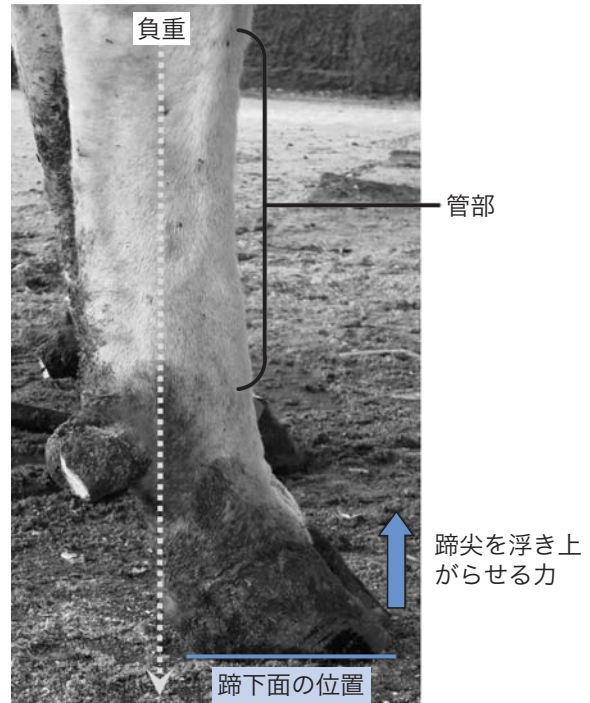 負重
管部
蹄尖を浮き上
がらせる力
蹄下面の位置